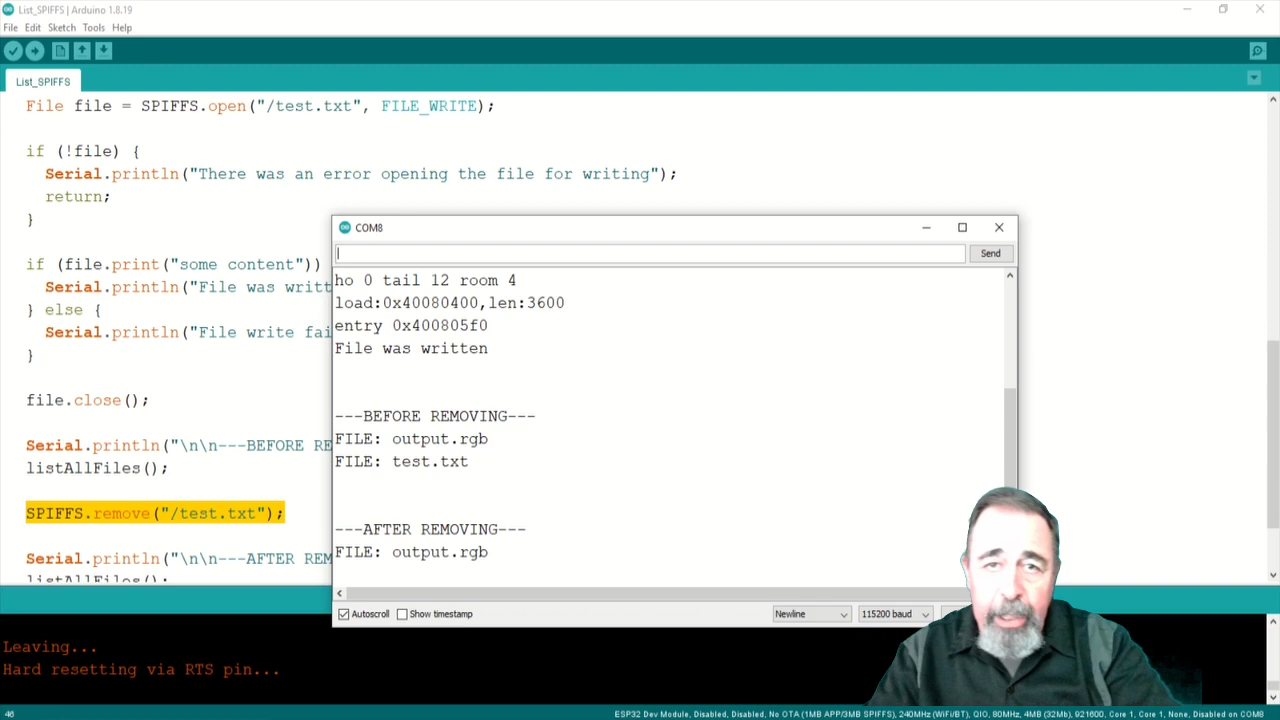 List_SPIFFS | Arduino 1.8.19
File Edit Sketch Tools Help
List_SPIFFS
File file = SPIFFS.open("/test.txt", FILE_WRITE);
if (!file) {
Serial.println("There was an error opening the file for writing");
return;
}
if (file.print("some content"))
Serial.println("File was writt
} else {
Serial.println("File write fai
}
file.close();
Serial.println("\n\n---BEFORE RE
listAllFiles();
SPIFFS.remove("/test.txt");
Serial.println("\n\n---AFTER REM
listAllFiles();
COM8
Send
ho 0 tail 12 room 4
load:0x40080400,len:3600
entry 0x400805f0
File was written
---BEFORE REMOVING---
FILE: output.rgb
FILE: test.txt
---AFTER REMOVING---
FILE: output.rgb
Autoscroll Show timestamp Newline 115200 baud
Leaving...
Hard resetting via RTS pin...
46 ESP32 Dev Module, Disabled, Disabled, No OTA (1MB APP/3MB SPIFFS), 240MHz (WiFi/BT), QIO, 80MHz, 4MB (32Mb), 921600, Core 1, Core 1, None, Disabled on COM8